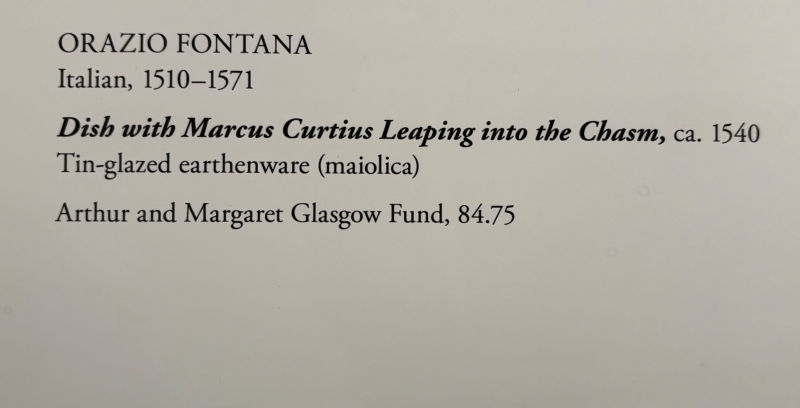 ORAZIO FONTANA
Italian, 1510–1571
Dish with Marcus Curtius Leaping into the Chasm, ca. 1540
Tin-glazed earthenware (maiolica)
Arthur and Margaret Glasgow Fund, 84.75